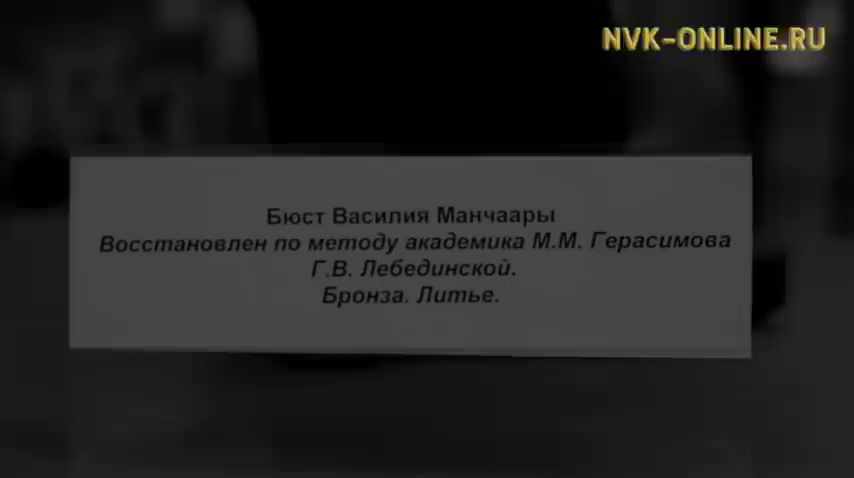 NVK-ONLINE.RU
Бюст Василия Манчаары
Восстановлен по методу академика М.М. Герасимова
Г.В. Лебединской.
Бронза. Литье.